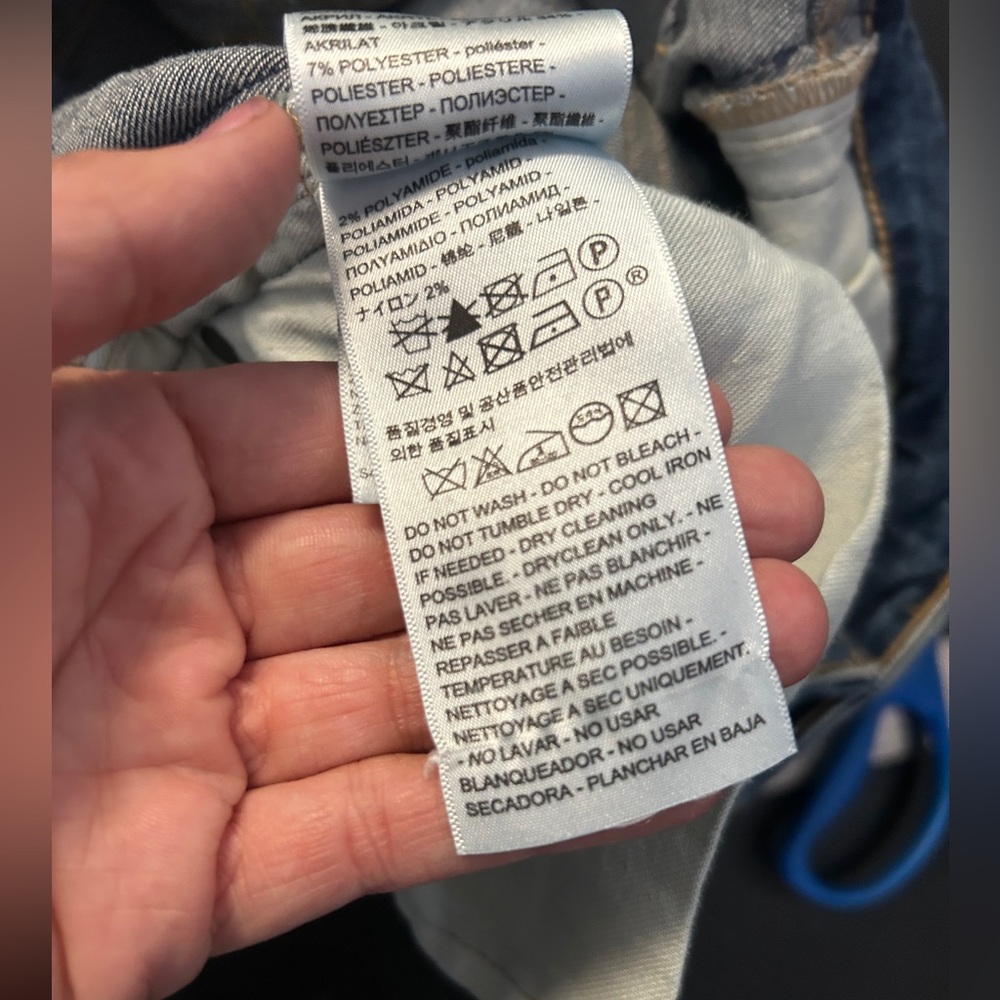 AKRILAT
7% POLYESTER - poliéster -
POLIESTER - POLIESTERE -
ΠΟΛΥΕΣΤΕΡ - ПОЛИЭСТЕР -
POLIÉSZTER - 聚酯纤维 - 聚酯纖維 -
2% POLYAMIDE - poliamida -
POLIAMIDA - POLYAMID -
POLIAMMIDE - POLYAMID -
ΠΟΛΥΑΜΙΔΙΟ - ПОЛИАМИД -
POLIAMID - 锦纶 - 尼龍 - 나일론 -
ナイロン 2%
P
P ®
품질경영 및 공산품안전관리법에
의한 품질표시
드라이
DO NOT WASH - DO NOT BLEACH -
DO NOT TUMBLE DRY - COOL IRON
IF NEEDED - DRY CLEANING
POSSIBLE. - DRYCLEAN ONLY. - NE
PAS LAVER - NE PAS BLANCHIR -
NE PAS SECHER EN MACHINE -
REPASSER A FAIBLE
TEMPERATURE AU BESOIN -
NETTOYAGE A SEC POSSIBLE. -
NETTOYAGE A SEC UNIQUEMENT.
- NO LAVAR - NO USAR
BLANQUEADOR - NO USAR
SECADORA - PLANCHAR EN BAJA